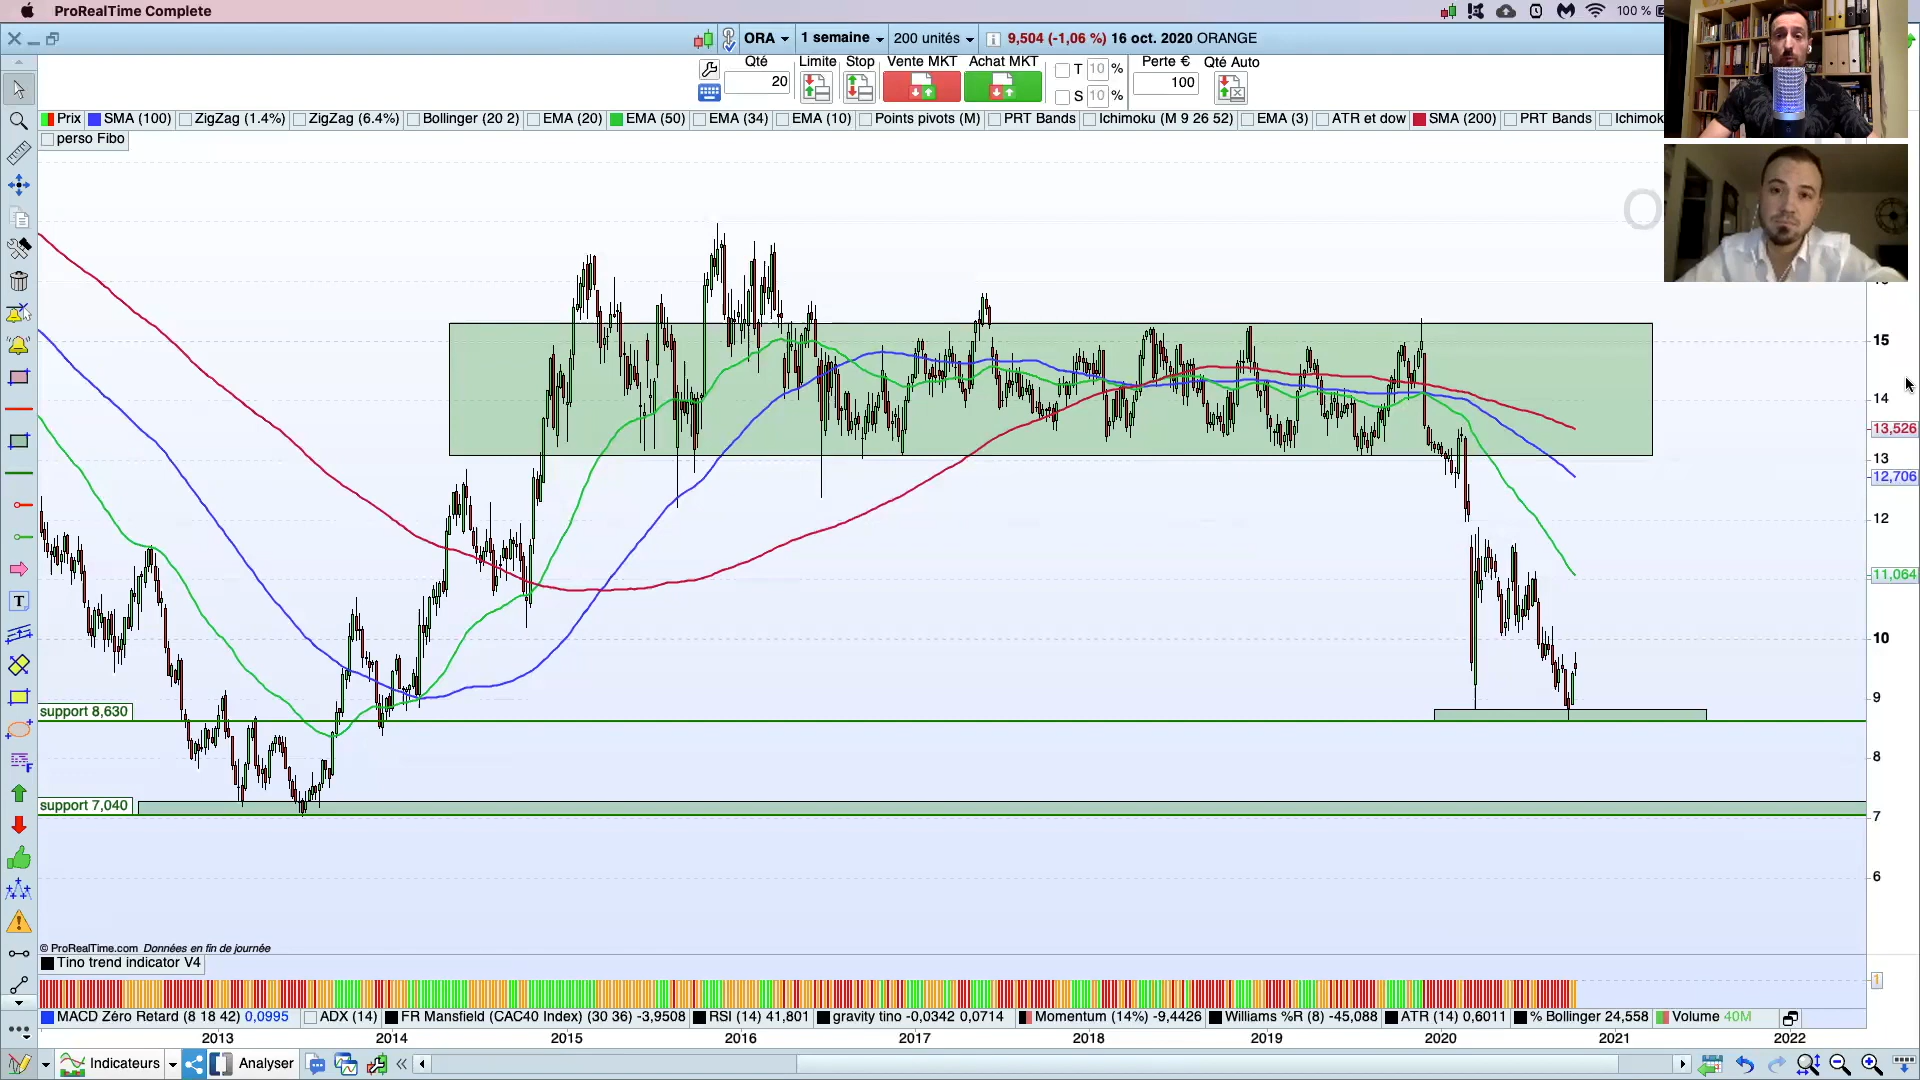 ProRealTime Complete
100 %
ORA
1 semaine
200 unités
9,504 (-1,06 %) 16 oct. 2020 ORANGE
Qté
Limite
Stop
Vente MKT
Achat MKT
T 10 %
Perte €
Qté Auto
20
S 10 %
100
Prix
SMA (100)
ZigZag (1.4%)
ZigZag (6.4%)
Bollinger (20 2)
EMA (20)
EMA (50)
EMA (34)
EMA (10)
Points pivots (M)
PRT Bands
Ichimoku (M 9 26 52)
EMA (3)
ATR et dow
SMA (200)
PRT Bands
Ichimok
perso Fibo
O
15
14
13,526
13
12,706
12
11,064
10
9
support 8,630
8
support 7,040
7
6
© ProRealTime.com Données en fin de journée
Tino trend indicator V4
1
MACD Zéro Retard (8 18 42) 0,0995
ADX (14)
FR Mansfield (CAC40 Index) (30 36) -3,9508
RSI (14) 41,801
gravity tino -0,0342 0,0714
Momentum (14%) -9,4426
Williams %R (8) -45,088
ATR (14) 0,6011
% Bollinger 24,558
Volume 40M
2013
2014
2015
2016
2017
2018
2019
2020
2021
2022
Indicateurs
Analyser